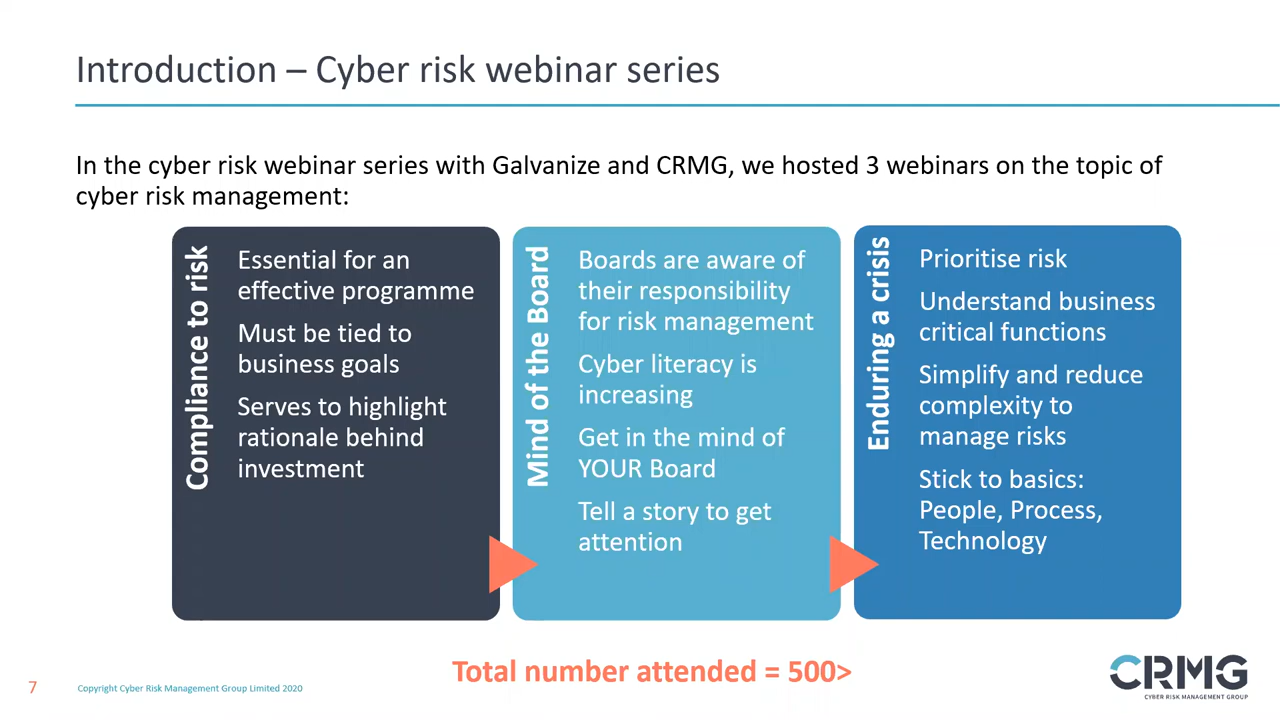 Introduction – Cyber risk webinar series
In the cyber risk webinar series with Galvanize and CRMG, we hosted 3 webinars on the topic of
cyber risk management:
Compliance to risk
Essential for an
effective programme
Must be tied to
business goals
Serves to highlight
rationale behind
investment
Mind of the Board
Boards are aware of
their responsibility
for risk management
Cyber literacy is
increasing
Get in the mind of
YOUR Board
Tell a story to get
attention
Enduring a crisis
Prioritise risk
Understand business
critical functions
Simplify and reduce
complexity to
manage risks
Stick to basics:
People, Process,
Technology
Total number attended = 500>
7
Copyright Cyber Risk Management Group Limited 2020
CRMG
CYBER RISK MANAGEMENT GROUP